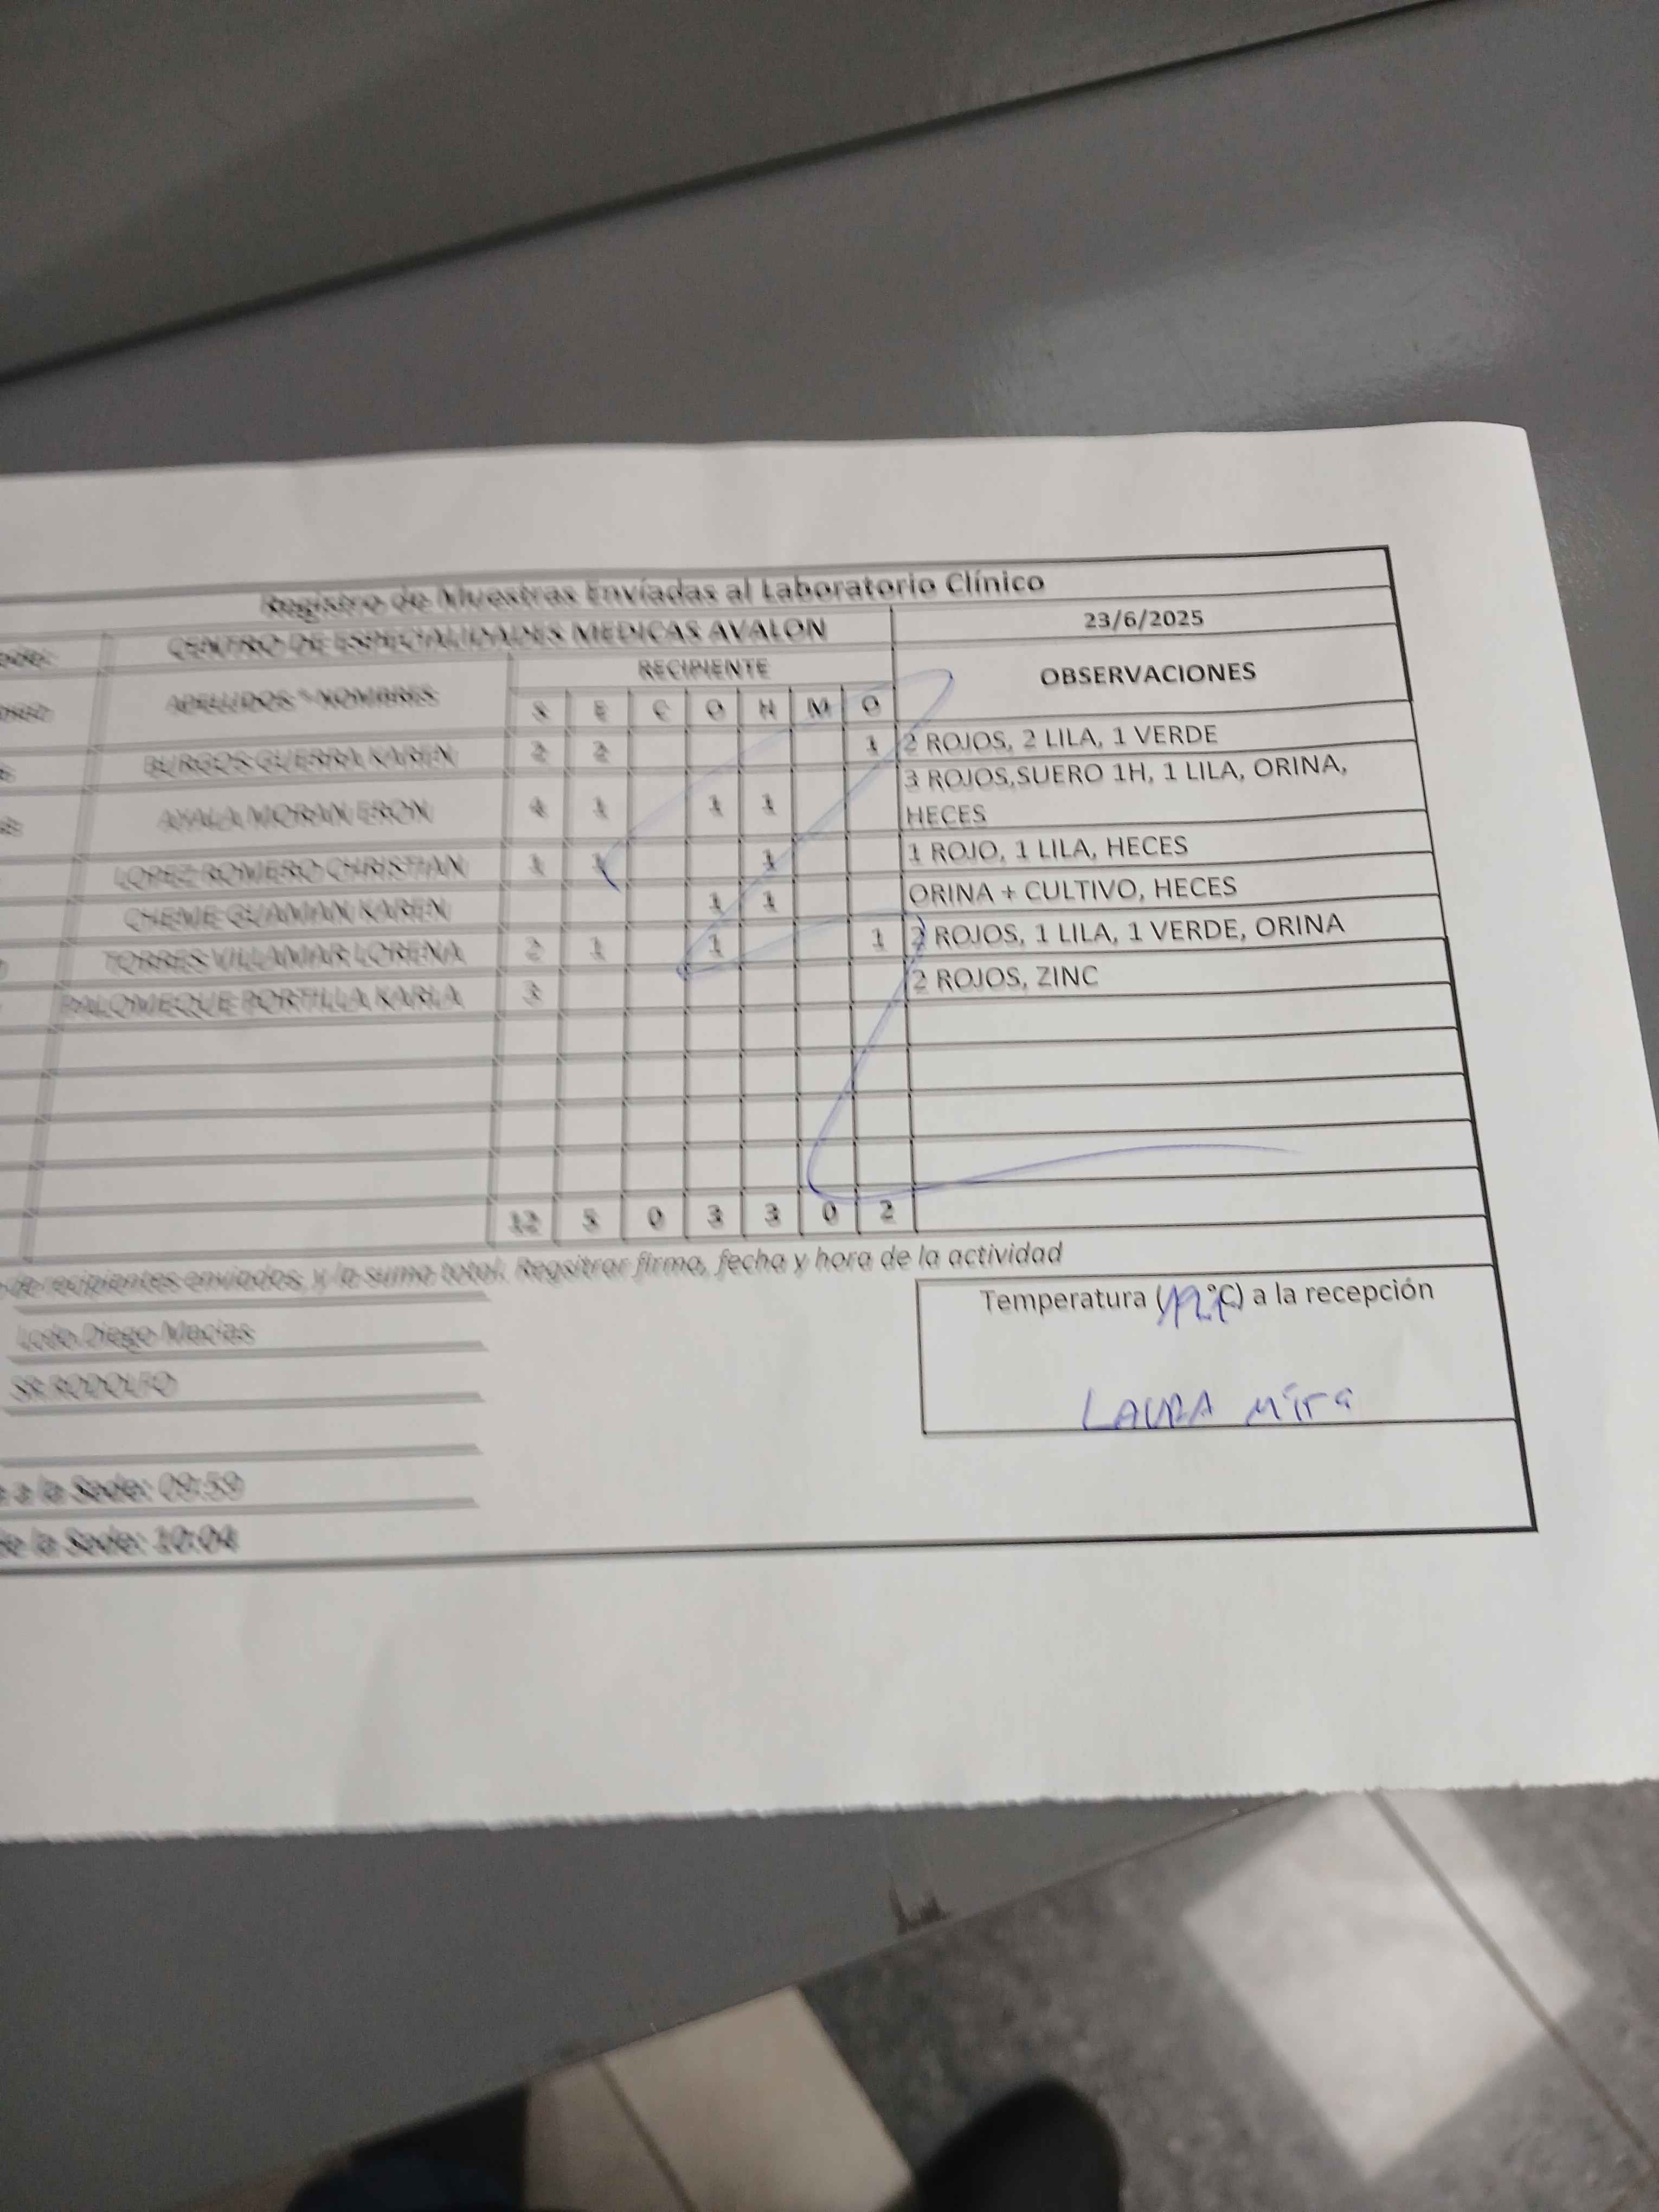 Registro de Muestras Envíadas al Laboratorio Clínico
CENTRO DE ESPECIALIDADES MEDICAS AVALON 23/6/2025
APELLIDOS - NOMBRES RECIPIENTE OBSERVACIONES
S E C O H M O
BURGOS GUERRA KAREN 2 2 1 2 ROJOS, 2 LILA, 1 VERDE
AYALA MORAN ERON 4 1 1 1 3 ROJOS,SUERO 1H, 1 LILA, ORINA,
HECES
LOPEZ ROMERO CHRISTIAN 1 1 1 1 ROJO, 1 LILA, HECES
CHEME GUAMAN KAREN 1 1 ORINA + CULTIVO, HECES
TORRES VILLAMAR LORENA 2 1 1 1 2 ROJOS, 1 LILA, 1 VERDE, ORINA
PALOMEQUE PORTILLA KARLA 3 2 ROJOS, ZINC
12 5 0 3 3 0 2
de recipientes enviados, y la suma total. Regsitrar firma, fecha y hora de la actividad
Temperatura ( °C) a la recepción
Lcdo Diego Macias
SR RODOLFO
LAURA
a la Sede: 09:59
de la Sede: 10:04